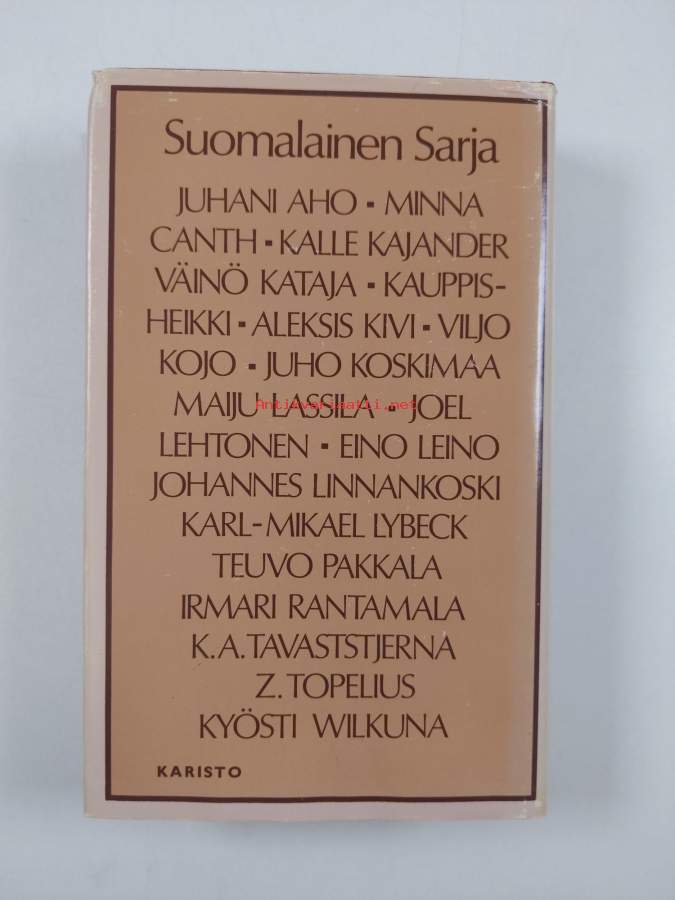 Suomalainen Sarja
JUHANI AHO ▪ MINNA
CANTH ▪ KALLE KAJANDER
VÄINÖ KATAJA ▪ KAUPPIS-
HEIKKI ▪ ALEKSIS KIVI ▪ VILJO
KOJO ▪ JUHO KOSKIMAA
MAIJU LASSILA ▪ JOEL
Antikvariaatti.net
LEHTONEN ▪ EINO LEINO
JOHANNES LINNANKOSKI
KARL-MIKAEL LYBECK
TEUVO PAKKALA
IRMARI RANTAMALA
K.A. TAVASTSTJERNA
Z. TOPELIUS
KYÖSTI WILKUNA
KARISTO